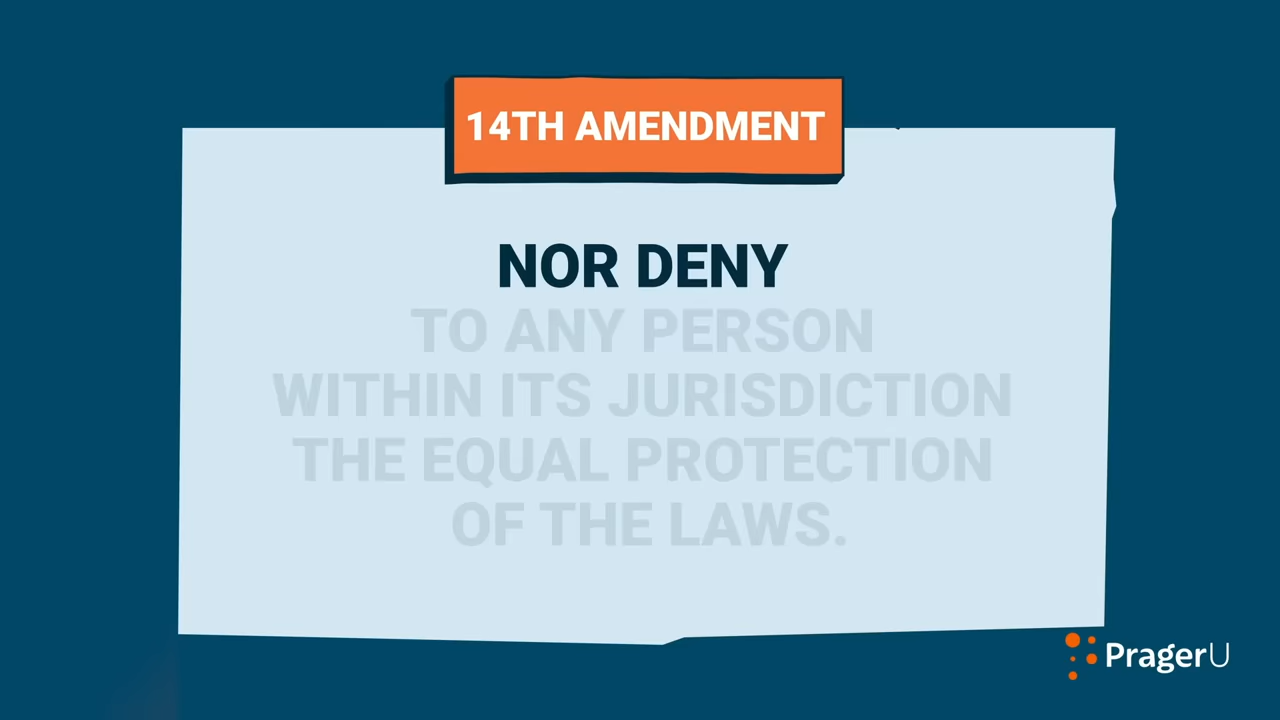 14TH AMENDMENT
NOR DENY
TO ANY PERSON
WITHIN ITS JURISDICTION
THE EQUAL PROTECTION
OF THE LAWS.
PragerU